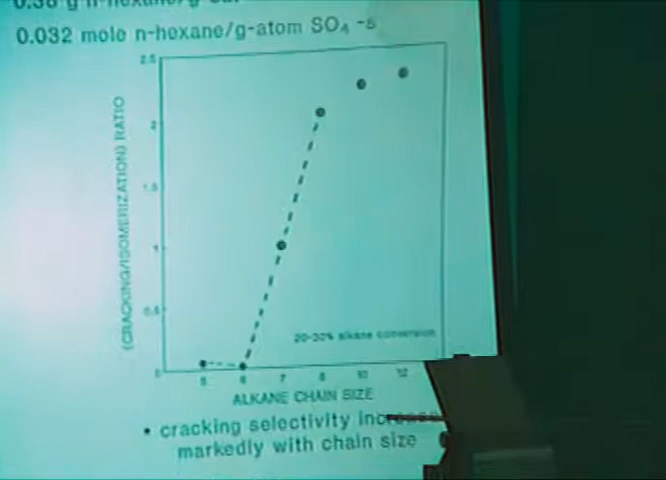 0.032 mole n-hexane/g-atom SO₄ -S
2.5
2
1.5
1
0.5
0
(CRACKING/ISOMERIZATION) RATIO
20-30% alkane conversion
5 6 7 8 10 12
ALKANE CHAIN SIZE
• cracking selectivity
markedly with chain size